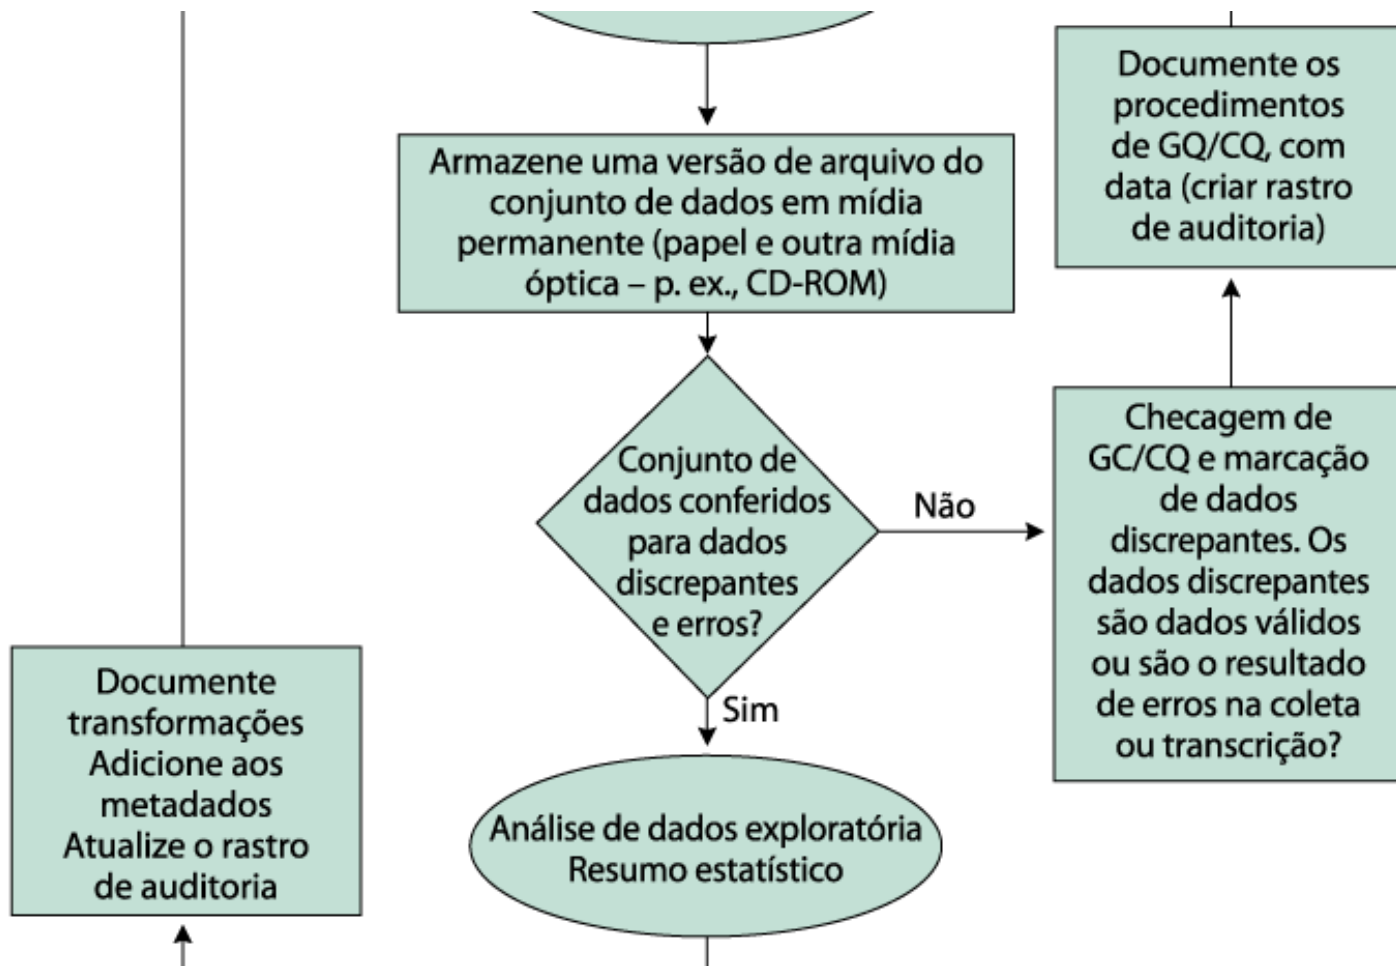 Armazene uma versão de arquivo do
conjunto de dados em mídia
permanente (papel e outra mídia
óptica – p. ex., CD-ROM)
Documente os
procedimentos
de GQ/CQ, com
data (criar rastro
de auditoria)
Conjunto de
dados conferidos
para dados
discrepantes
e erros?
Não
Checagem de
GC/CQ e marcação
de dados
discrepantes. Os
dados discrepantes
são dados válidos
ou são o resultado
de erros na coleta
ou transcrição?
Sim
Documente
transformações
Adicione aos
metadados
Atualize o rastro
de auditoria
Análise de dados exploratória
Resumo estatístico